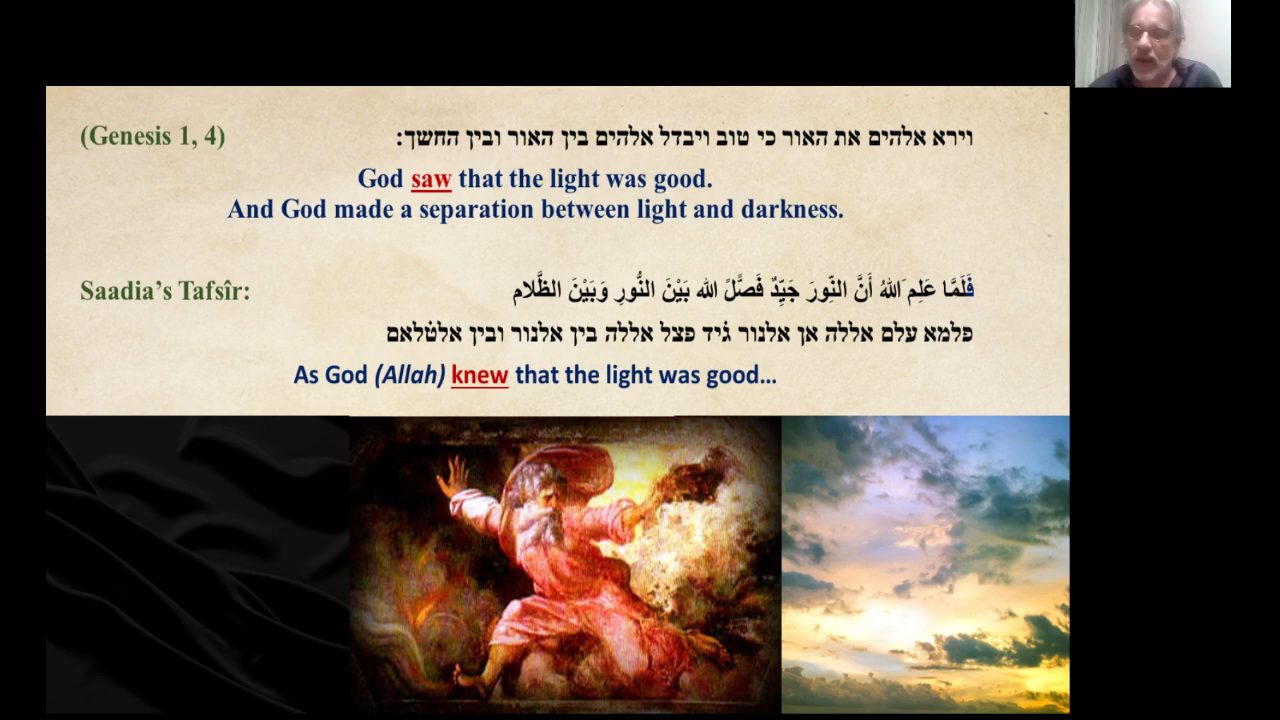 (Genesis 1, 4)
וירא אלהים את האור כי טוב ויבדל אלהים בין האור ובין החשך:
God saw that the light was good.
And God made a separation between light and darkness.
Saadia's Tafsîr:
فَلَمَّا عَلِمَ اللهُ أَنَّ النّورَ جَيِّدٌ فَصَّلَ الله بَيْنَ النُّورِ وَبَيْنَ الظَّلام
פלמא עלם אללה אן אלנור ג̇יד פצל אללה בין אלנור ובין אלט̇לאם
As God (Allah) knew that the light was good…